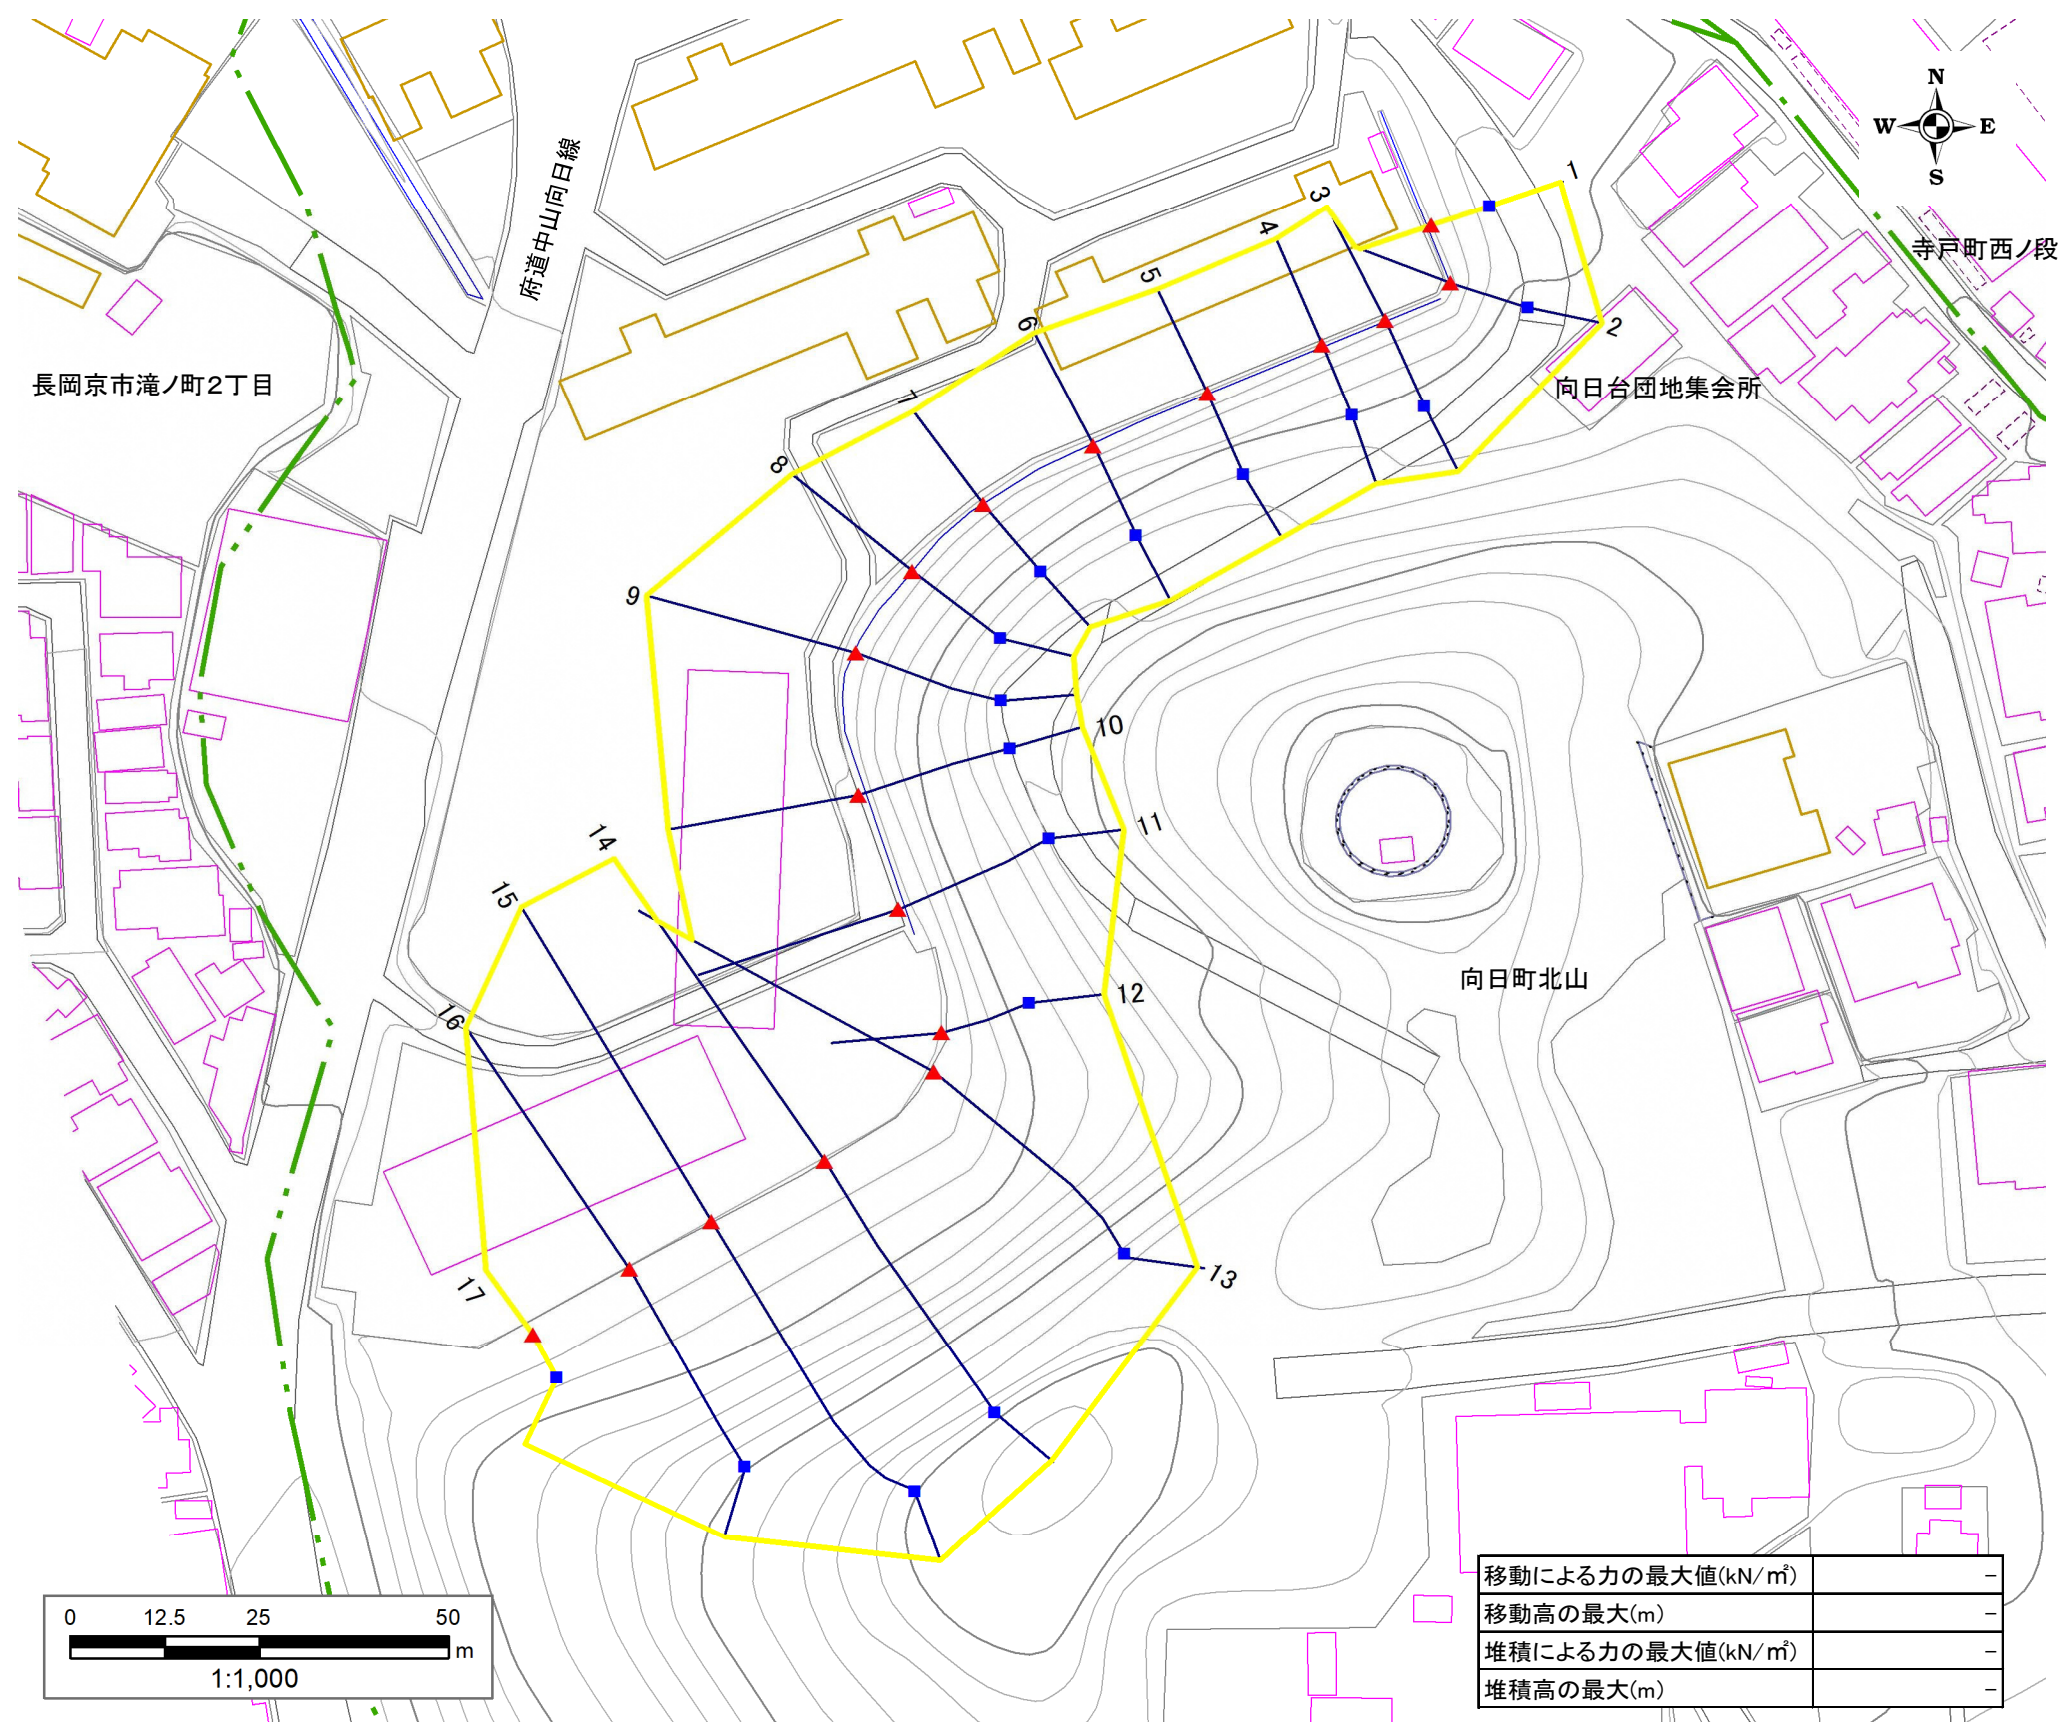 N
W E
S
府道中山向日線
寺戸町西ノ段
長岡京市滝ノ町2丁目
向日台団地集会所
向日町北山
1
2
3
4
5
6
7
8
9
10
11
12
13
14
15
16
17
0 12.5 25 50
m
1:1,000
移動による力の最大値(kN/㎡) -
移動高の最大(m) -
堆積による力の最大値(kN/㎡) -
堆積高の最大(m) -